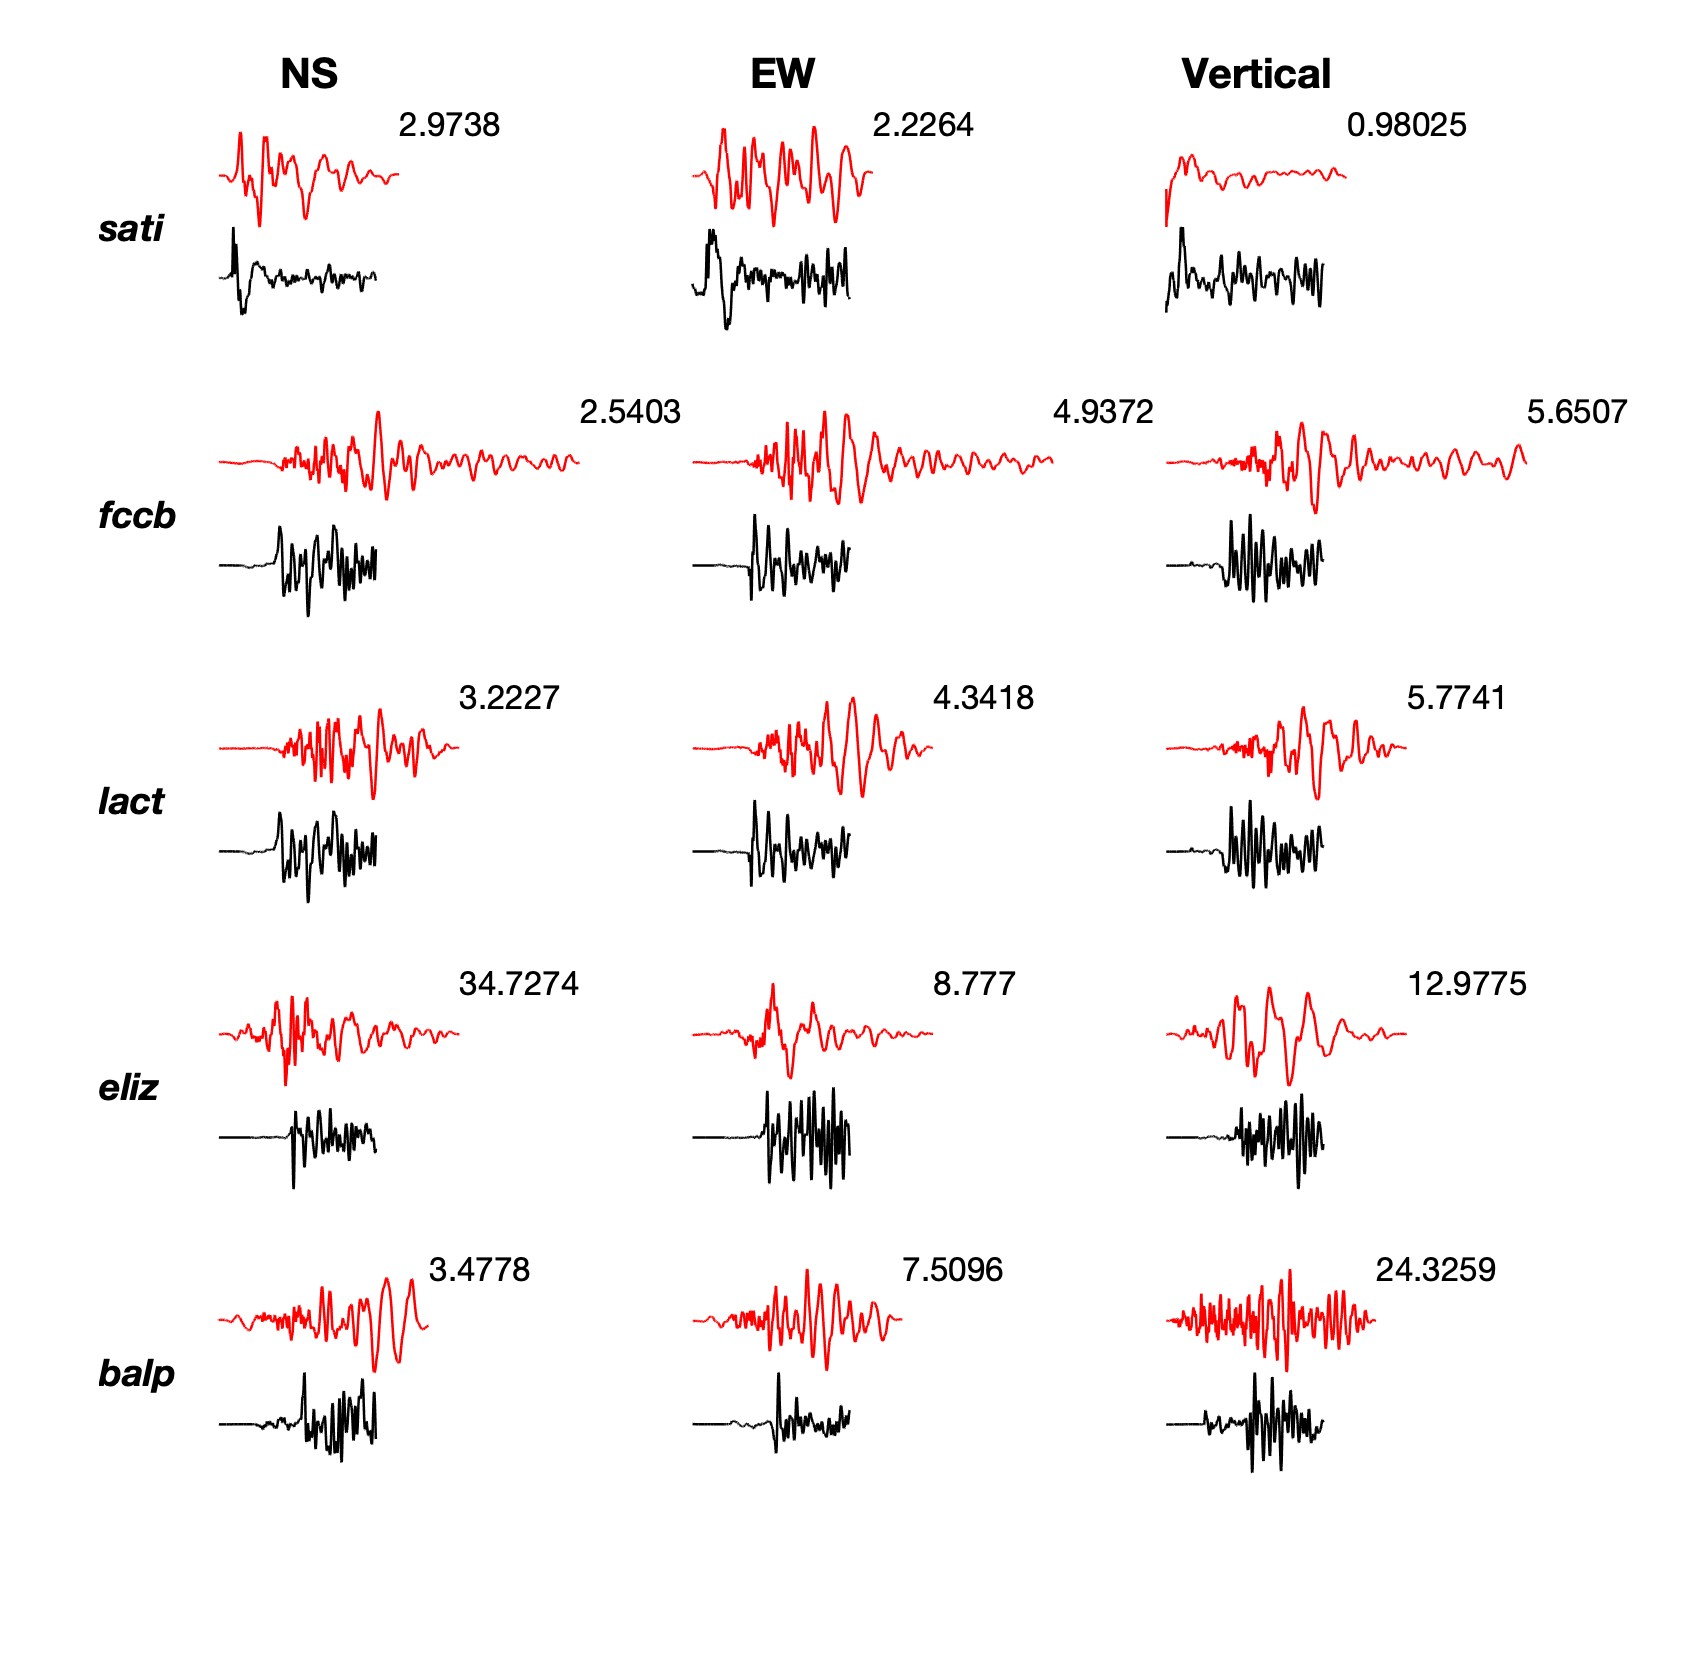 NS EW Vertical
2.9738 2.2264 0.98025
sati
2.5403 4.9372 5.6507
fccb
3.2227 4.3418 5.7741
lact
34.7274 8.777 12.9775
eliz
3.4778 7.5096 24.3259
balp